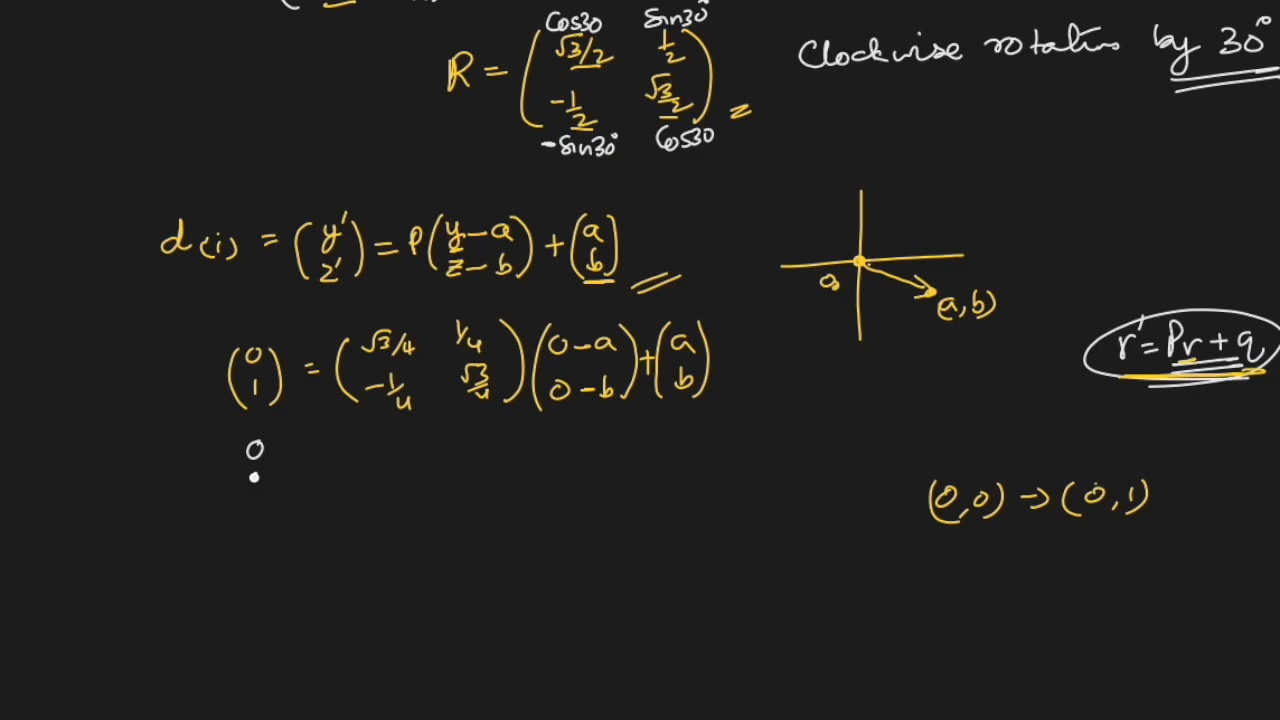 cos30 sin30°
R = ( √3/2 1/2
-1/2 √3/2 )
-sin30° cos30
Clockwise rotation by 30°
d(i) = ( y' z' ) = P ( y-a z-b ) + ( a b )
0 (a,b)
r' = Pr + q
( 0 1 ) = ( √3/4 1/4 -1/4 √3/4 ) ( 0-a 0-b ) + ( a b )
0
(0,0) → (0,1)